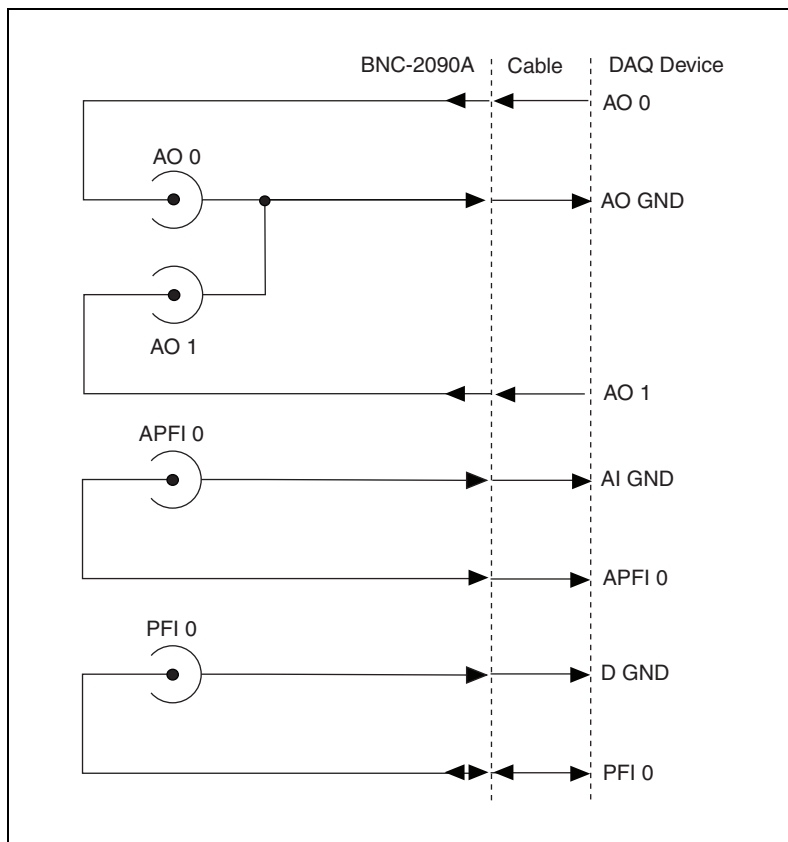 BNC-2090A Cable DAQ Device
AO 0
AO 0
AO GND
AO 1
AO 1
APFI 0
AI GND
APFI 0
PFI 0
D GND
PFI 0